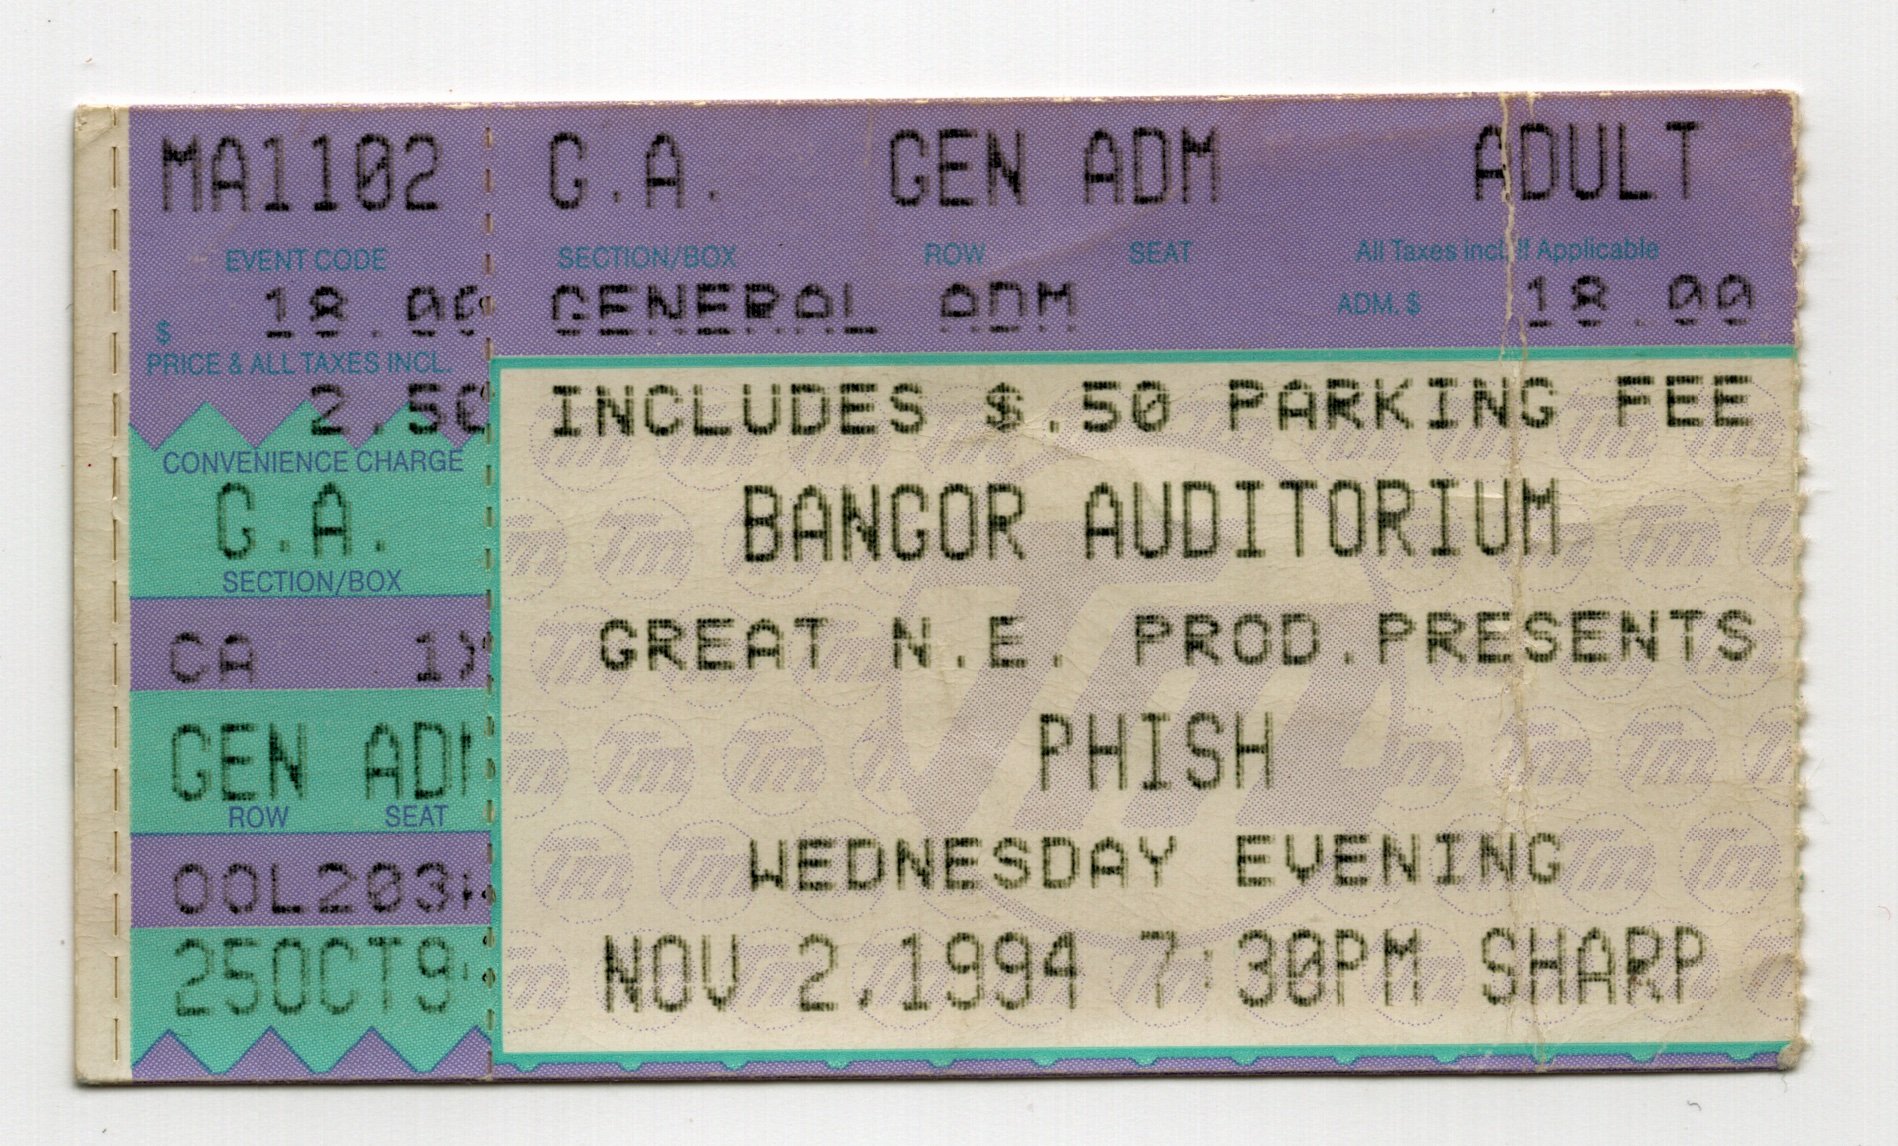 MA1102
EVENT CODE
$ 18.00
PRICE & ALL TAXES INCL.
2.50
CONVENIENCE CHARGE
G.A.
SECTION/BOX
CA 1X
GEN ADM
ROW SEAT
OOL203
25OCT9
G.A. GEN ADM ADULT
SECTION/BOX ROW SEAT All Taxes incl. If Applicable
GENERAL ADM ADM. $ 18.00
INCLUDES $.50 PARKING FEE
BANGOR AUDITORIUM
GREAT N.E. PROD.PRESENTS
PHISH
WEDNESDAY EVENING
NOV 2,1994 7:30PM SHARP